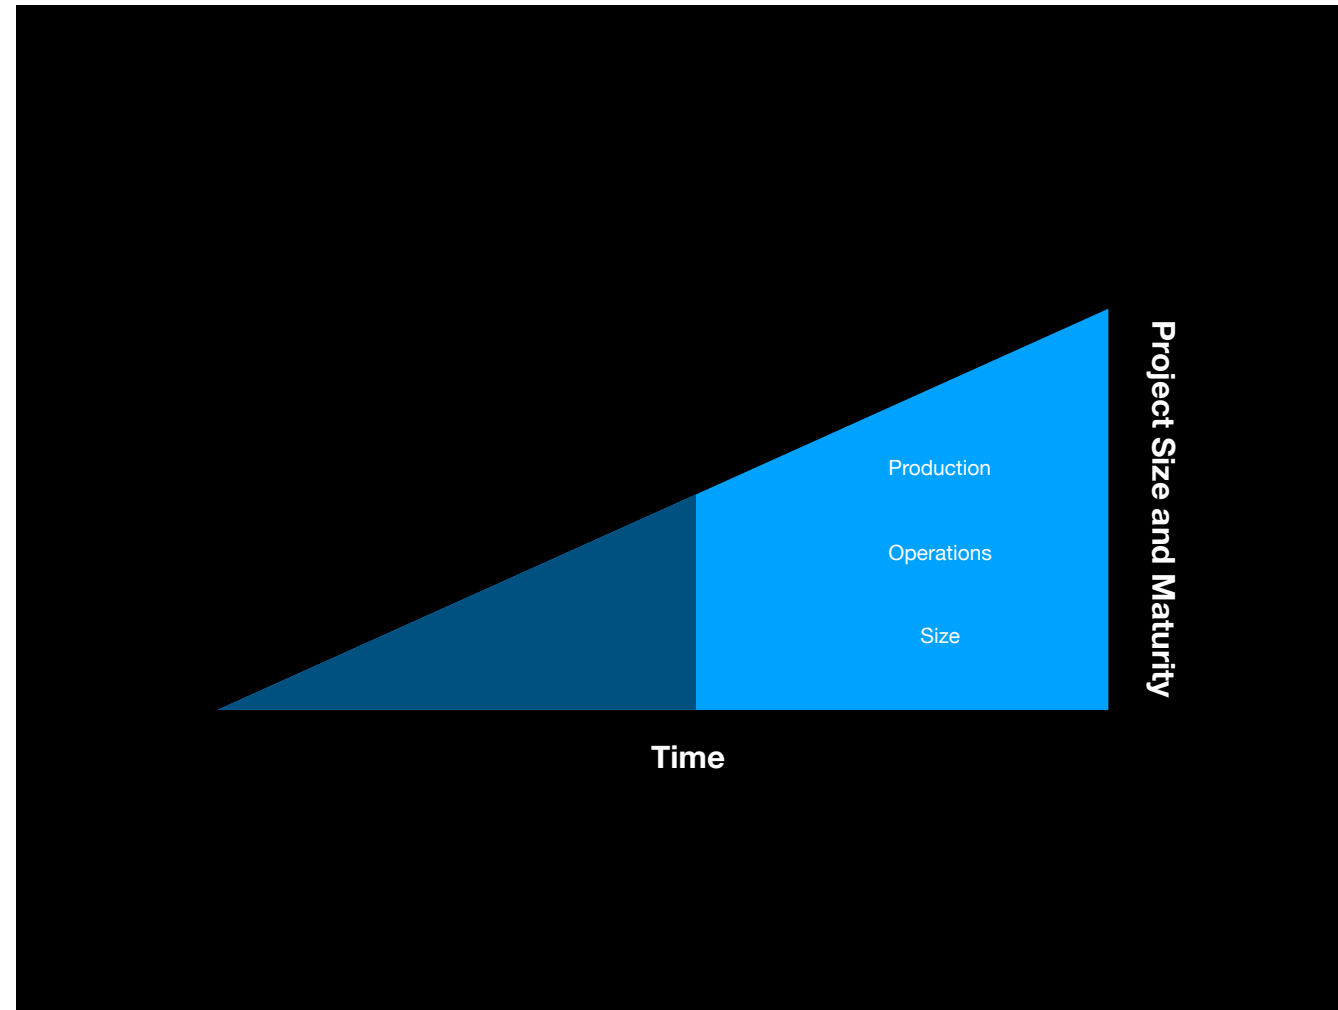 Production
Operations
Size
Project Size and Maturity
Time